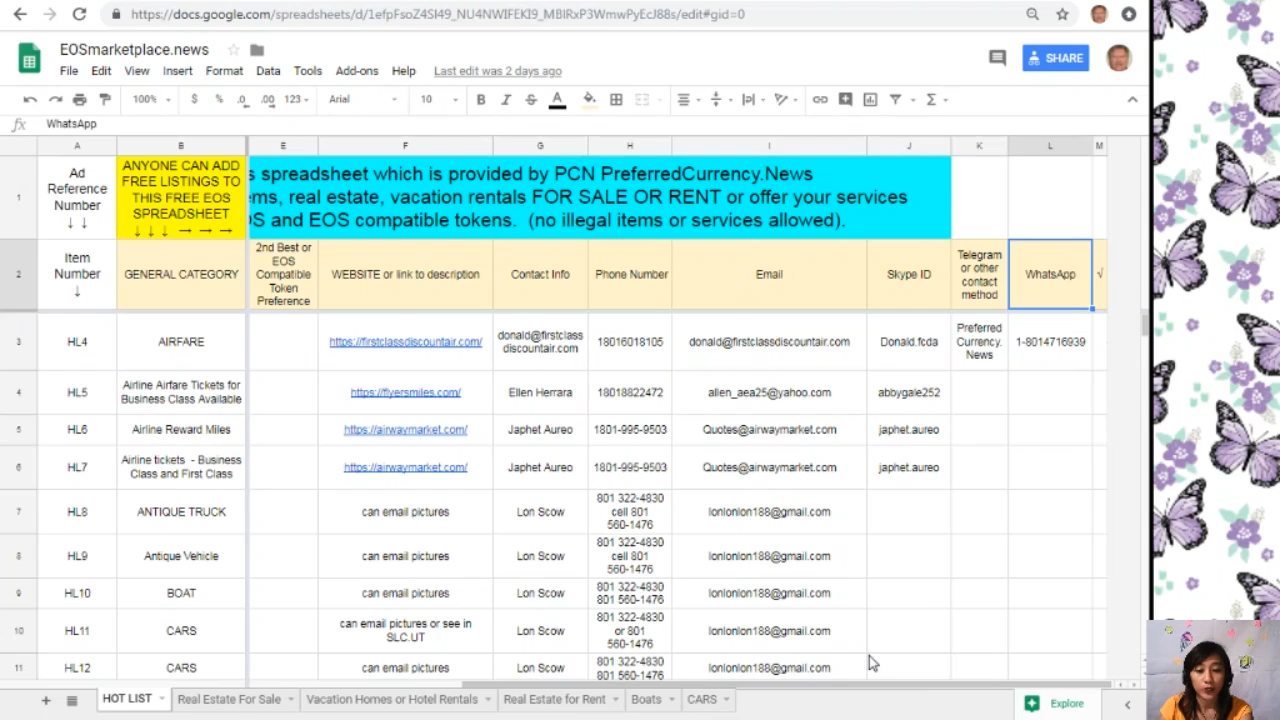 https://docs.google.com/spreadsheets/d/1efpFsoZ4SI49_NU4NWIFEKI9_MBIRxP3WmwPyEcJ88s/edit#gid=0
EOSmarketplace.news
File Edit View Insert Format Data Tools Add-ons Help Last edit was 2 days ago
SHARE
100% $ % .0 .00 123 Arial 10 B I S A Σ
fx WhatsApp
A B E F G H I J K L M
1
Ad
Reference
Number
↓ ↓
ANYONE CAN ADD
FREE LISTINGS TO
THIS FREE EOS
SPREADSHEET
↓ ↓ ↓ → → →
s spreadsheet which is provided by PCN PreferredCurrency.News
ms, real estate, vacation rentals FOR SALE OR RENT or offer your services
OS and EOS compatible tokens. (no illegal items or services allowed).
2
Item
Number
↓
GENERAL CATEGORY
2nd Best or
EOS
Compatible
Token
Preference
WEBSITE or link to description
Contact Info
Phone Number
Email
Skype ID
Telegram
or other
contact
method
WhatsApp
√
3
HL4
AIRFARE
https://firstclassdiscountair.com/
donald@firstclass
discountair.com
18016018105
donald@firstclassdiscountair.com
Donald.fcda
Preferred
Currency.
News
1-8014716939
4
HL5
Airline Airfare Tickets for
Business Class Available
https://flyersmiles.com/
Ellen Herrara
18018822472
allen_aea25@yahoo.com
abbygale252
5
HL6
Airline Reward Miles
https://airwaymarket.com/
Japhet Aureo
1801-995-9503
Quotes@airwaymarket.com
japhet.aureo
6
HL7
Airline tickets - Business
Class and First Class
https://airwaymarket.com/
Japhet Aureo
1801-995-9503
Quotes@airwaymarket.com
japhet.aureo
7
HL8
ANTIQUE TRUCK
can email pictures
Lon Scow
801 322-4830
cell 801
560-1476
lonlonlon188@gmail.com
8
HL9
Antique Vehicle
can email pictures
Lon Scow
801 322-4830
cell 801
560-1476
lonlonlon188@gmail.com
9
HL10
BOAT
can email pictures
Lon Scow
801 322-4830
801 560-1476
lonlonlon188@gmail.com
10
HL11
CARS
can email pictures or see in
SLC.UT
Lon Scow
801 322-4830
or 801
560-1476
lonlonlon188@gmail.com
11
HL12
CARS
can email pictures
Lon Scow
801 322-4830
801 560-1476
lonlonlon188@gmail.com
HOT LIST Real Estate For Sale Vacation Homes or Hotel Rentals Real Estate for Rent Boats CARS Explore